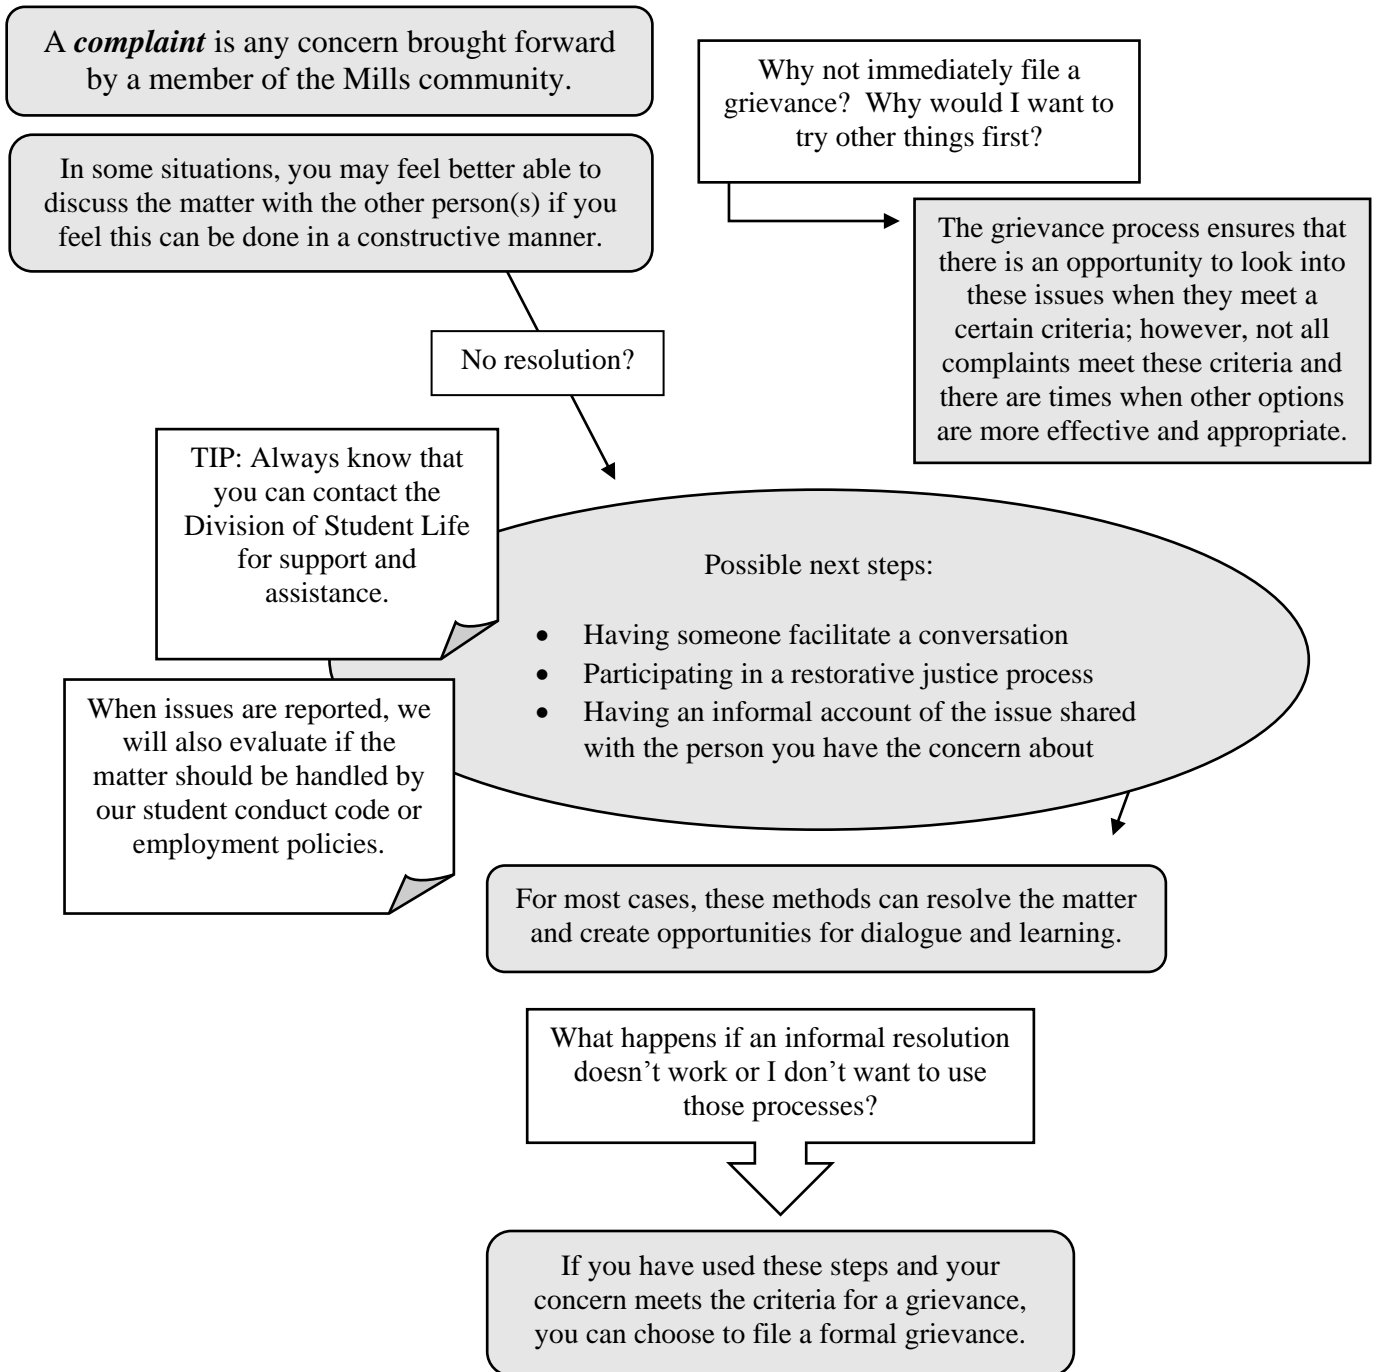 A complaint is any concern brought forward
by a member of the Mills community.
In some situations, you may feel better able to
discuss the matter with the other person(s) if you
feel this can be done in a constructive manner.
Why not immediately file a
grievance?  Why would I want to
try other things first?
The grievance process ensures that
there is an opportunity to look into
these issues when they meet a
certain criteria; however, not all
complaints meet these criteria and
there are times when other options
are more effective and appropriate.
No resolution?
TIP: Always know that
you can contact the
Division of Student Life
for support and
assistance.
Possible next steps:
• Having someone facilitate a conversation
• Participating in a restorative justice process
• Having an informal account of the issue shared
with the person you have the concern about
When issues are reported, we
will also evaluate if the
matter should be handled by
our student conduct code or
employment policies.
For most cases, these methods can resolve the matter
and create opportunities for dialogue and learning.
What happens if an informal resolution
doesn’t work or I don’t want to use
those processes?
If you have used these steps and your
concern meets the criteria for a grievance,
you can choose to file a formal grievance.